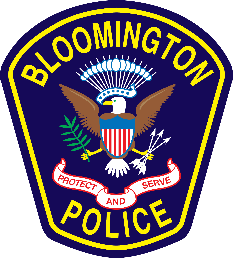 BLOOMINGTON
PROTECT AND SERVE
POLICE